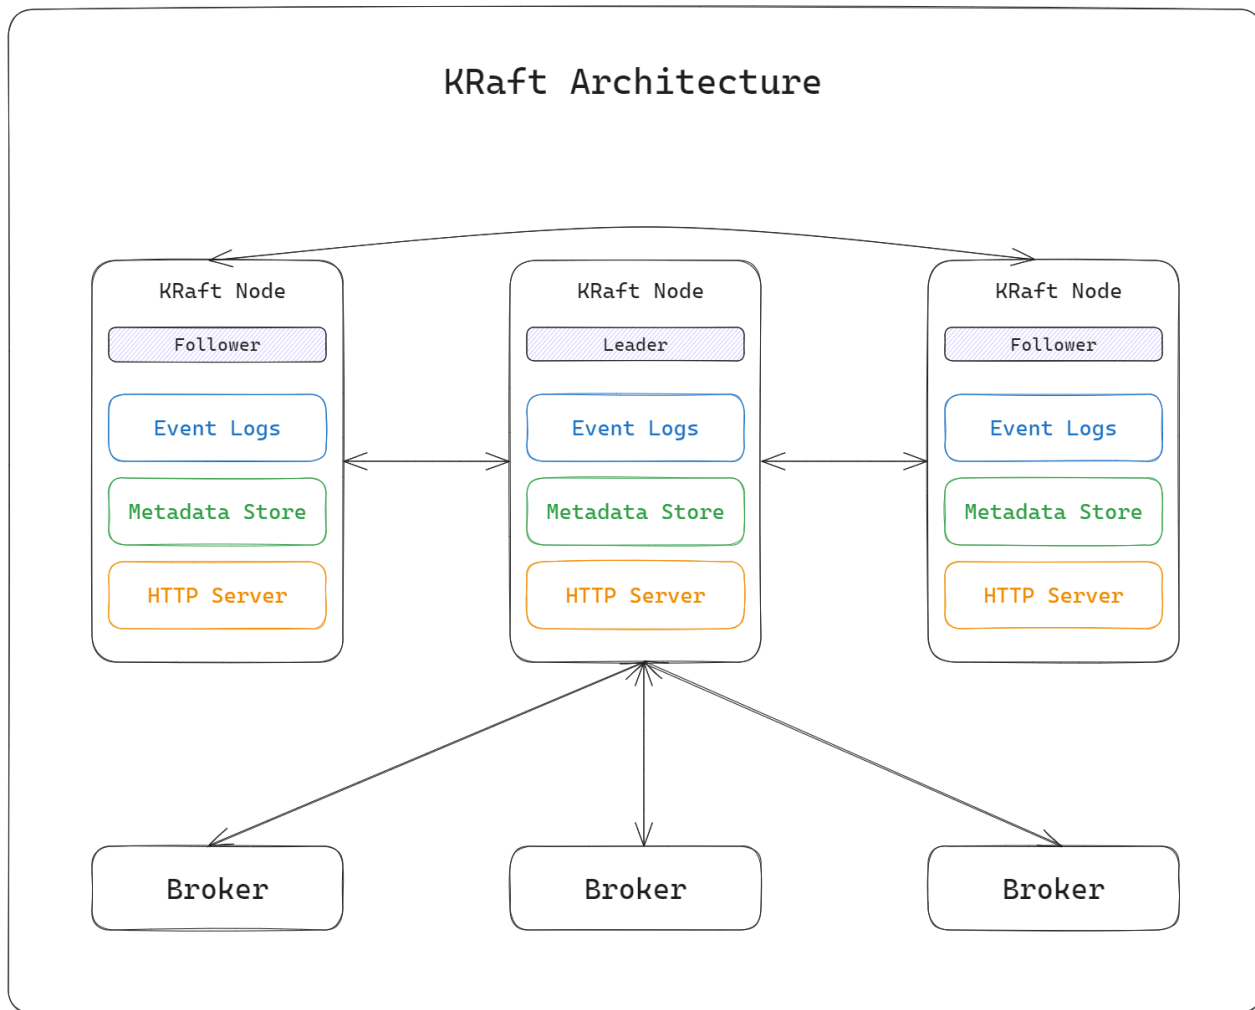 KRaft Architecture
KRaft Node
Follower
Event Logs
Metadata Store
HTTP Server
KRaft Node
Leader
Event Logs
Metadata Store
HTTP Server
KRaft Node
Follower
Event Logs
Metadata Store
HTTP Server
Broker
Broker
Broker